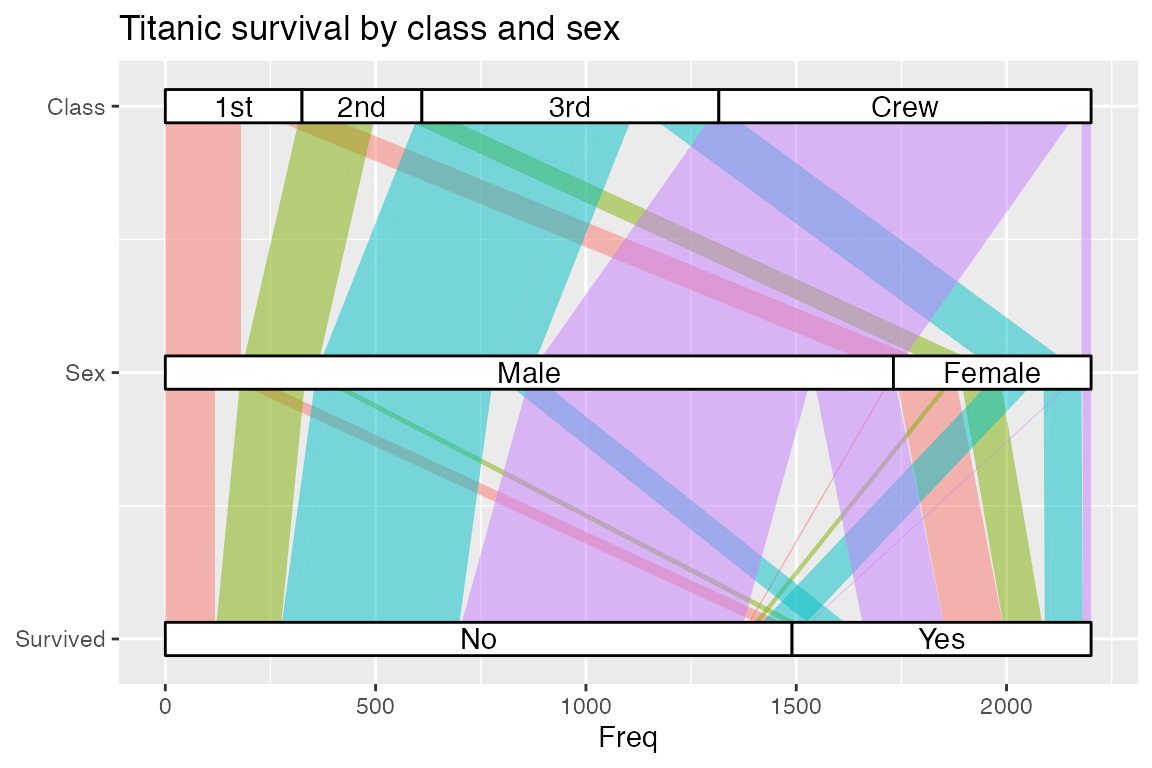 Titanic survival by class and sex
Class
1st 2nd 3rd Crew
Sex
Male Female
Survived
No Yes
0 500 1000 1500 2000
Freq